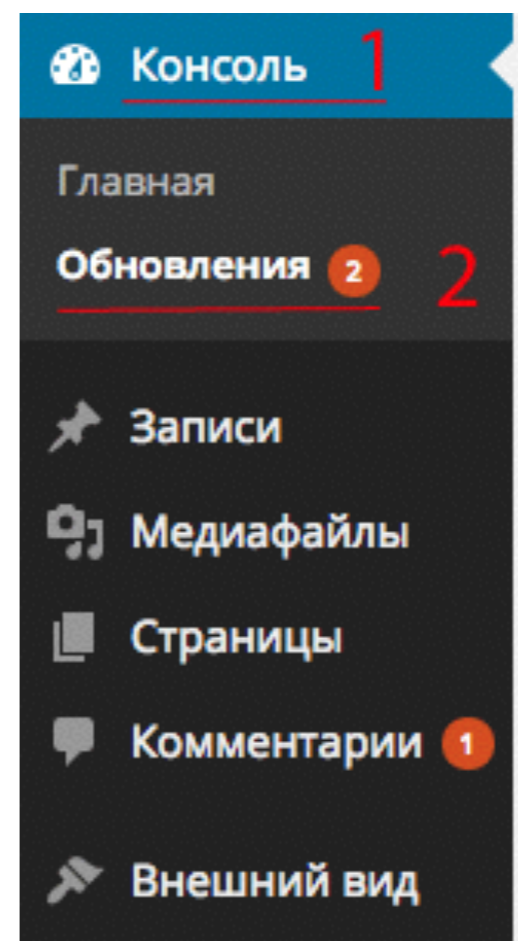 Консоль 1
Главная
Обновления 2 2
Записи
Медиафайлы
Страницы
Комментарии 1
Внешний вид